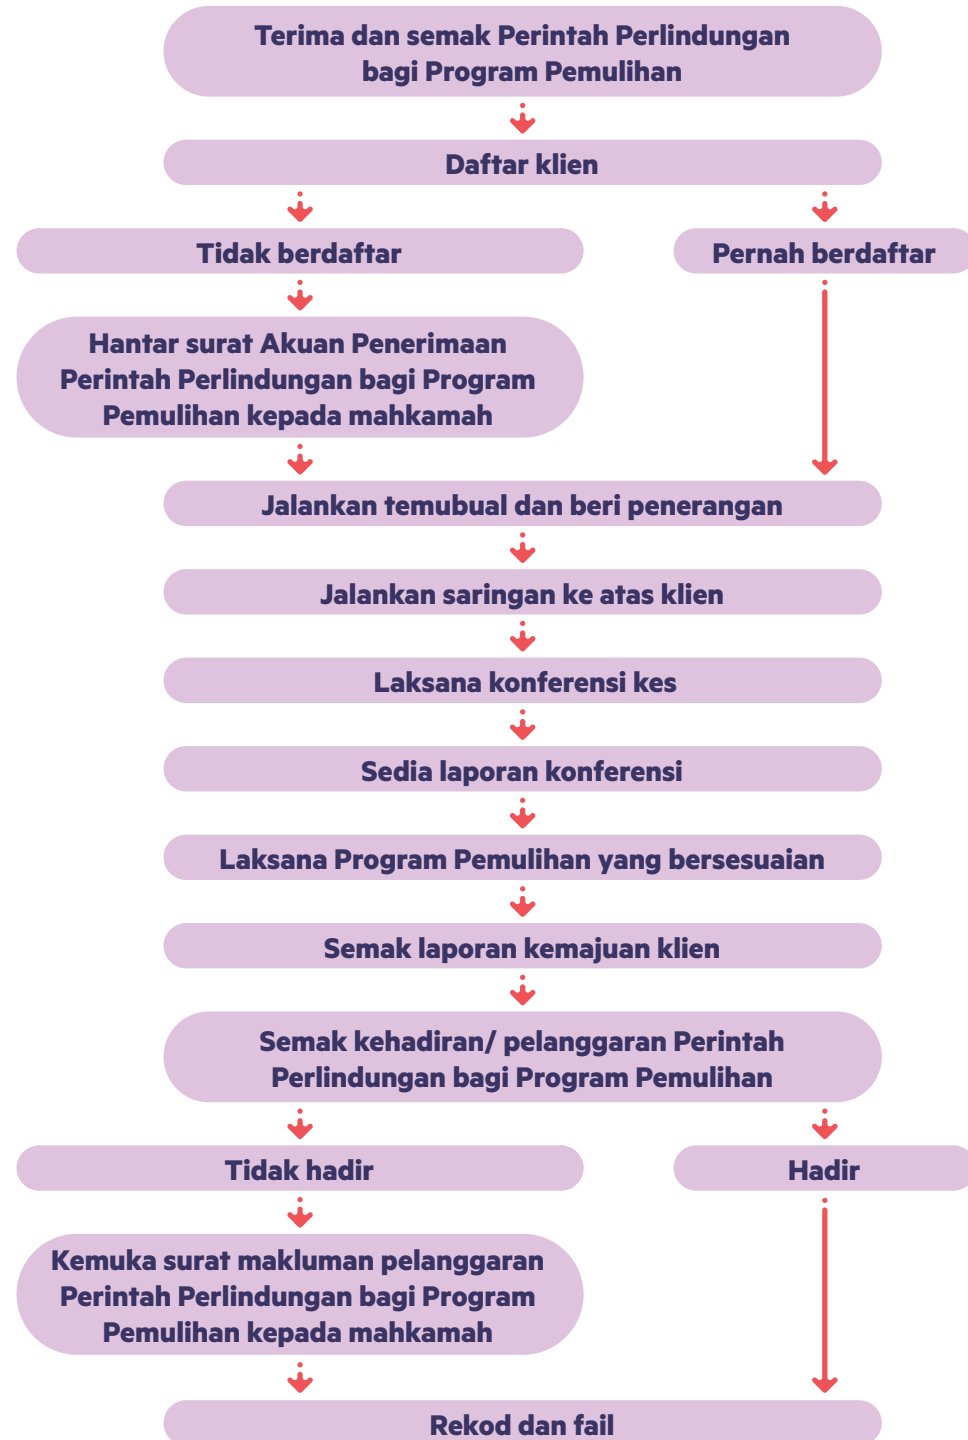 Terima dan semak Perintah Perlindungan
bagi Program Pemulihan
Daftar klien
Tidak berdaftar
Pernah berdaftar
Hantar surat Akuan Penerimaan
Perintah Perlindungan bagi Program
Pemulihan kepada mahkamah
Jalankan temubual dan beri penerangan
Jalankan saringan ke atas klien
Laksana konferensi kes
Sedia laporan konferensi
Laksana Program Pemulihan yang bersesuaian
Semak laporan kemajuan klien
Semak kehadiran/ pelanggaran Perintah
Perlindungan bagi Program Pemulihan
Tidak hadir
Hadir
Kemuka surat makluman pelanggaran
Perintah Perlindungan bagi Program
Pemulihan kepada mahkamah
Rekod dan fail